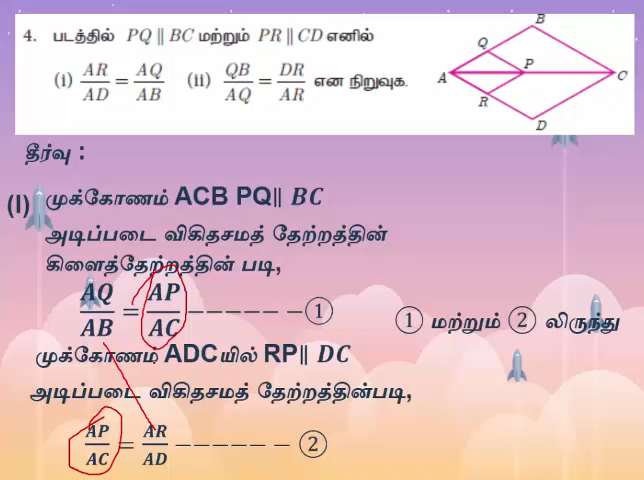 4. படத்தில் PQ || BC மற்றும் PR || CD எனில்
(i) AR/AD = AQ/AB (ii) QB/AQ = DR/AR என நிறுவுக.
B
Q
P
A
C
R
D
தீர்வு :
(I) முக்கோணம் ACB PQ|| BC
அடிப்படை விகிதசமத் தேற்றத்தின்
கிளைத்தேற்றத்தின் படி,
AQ/AB = AP/AC ------ ①
① மற்றும் ② லிருந்து
முக்கோணம் ADCயில் RP|| DC
அடிப்படை விகிதசமத் தேற்றத்தின்படி,
AP/AC = AR/AD ------ ②